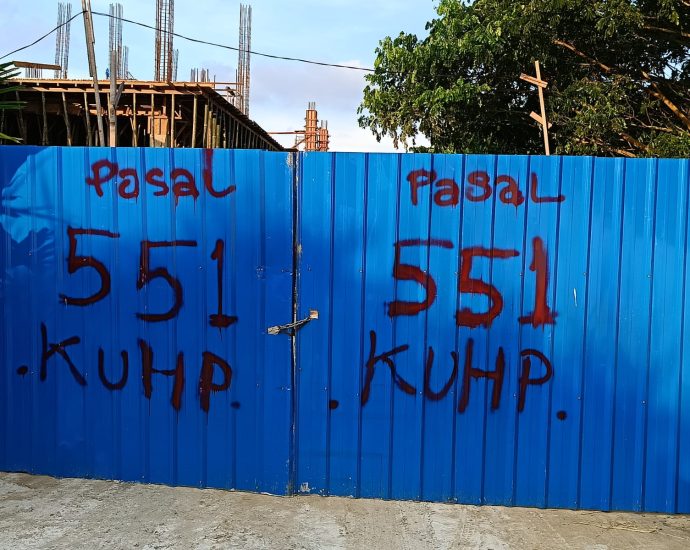 Pasal
551
.KUHP.
PasaL
551
.KUHP.